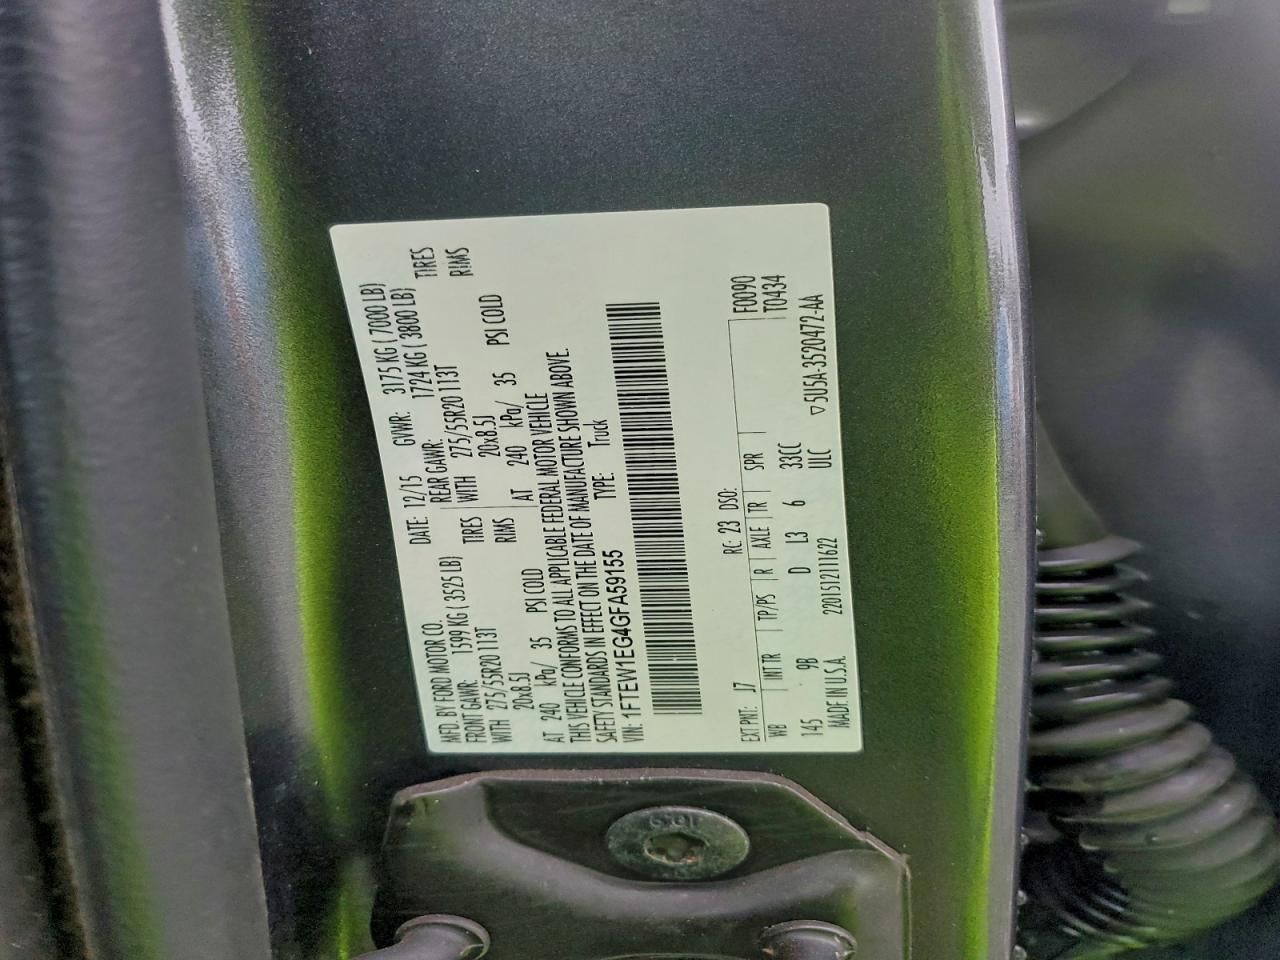 MFD. BY FORD MOTOR CO.
DATE: 12/15 GVWR: 3175 KG ( 7000 LB)
FRONT GAWR: 1599 KG ( 3525 LB) REAR GAWR: 1724 KG ( 3800 LB)
WITH 275/55R20 113T TIRES WITH 275/55R20 113T TIRES
20x8.5J RIMS 20x8.5J RIMS
AT 240 kPa/ 35 PSI COLD AT 240 kPa/ 35 PSI COLD
THIS VEHICLE CONFORMS TO ALL APPLICABLE FEDERAL MOTOR VEHICLE
SAFETY STANDARDS IN EFFECT ON THE DATE OF MANUFACTURE SHOWN ABOVE.
VIN: 1FTEW1EG4GFA59155 TYPE: Truck
F0090
T0434
EXT PNT: J7 RC: 23 DSO:
WB INT TR TP/PS R AXLE TR SPR
145 9B D L3 6 33CC
MADE IN U.S.A. 2201512111622 ULC ▽5U5A-3520472-AA
10.9